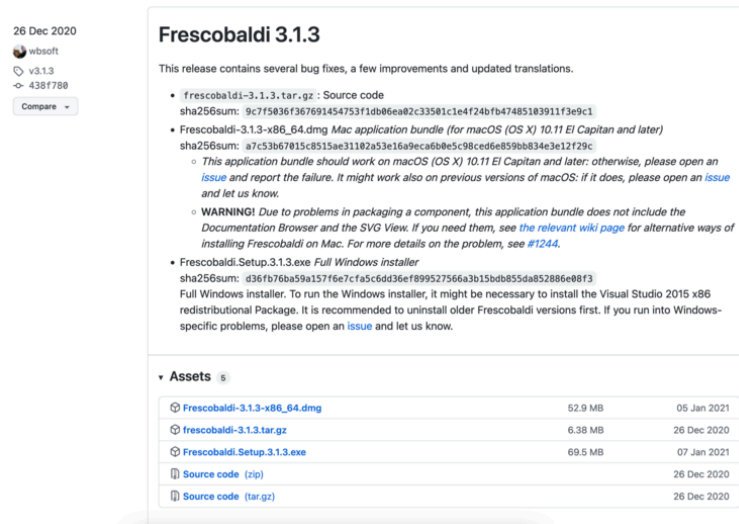 26 Dec 2020
wbsoft
v3.1.3
438f780
Compare
Frescobaldi 3.1.3
This release contains several bug fixes, a few improvements and updated translations.
frescobaldi-3.1.3.tar.gz : Source code
sha256sum: 9c7f5036f367691454753f1db06ea02c33501c1e4f24bfb47485103911f3e9c1
Frescobaldi-3.1.3-x86_64.dmg Mac application bundle (for macOS (OS X) 10.11 El Capitan and later)
sha256sum: a7c53b67015c8515ae31102a53e16a9eca6b0e5c98ced6e859bb834e3e12f29c
This application bundle should work on macOS (OS X) 10.11 El Capitan and later: otherwise, please open an
issue and report the failure. It might work also on previous versions of macOS: if it does, please open an issue
and let us know.
WARNING! Due to problems in packaging a component, this application bundle does not include the
Documentation Browser and the SVG View. If you need them, see the relevant wiki page for alternative ways of
installing Frescobaldi on Mac. For more details on the problem, see #1244.
Frescobaldi.Setup.3.1.3.exe Full Windows installer
sha256sum: d36fb76ba59a157f6e7cfa5c6dd36ef899527566a3b15bdb855da852886e08f3
Full Windows installer. To run the Windows installer, it might be necessary to install the Visual Studio 2015 x86
redistributional Package. It is recommended to uninstall older Frescobaldi versions first. If you run into Windows-
specific problems, please open an issue and let us know.
Assets 5
Frescobaldi-3.1.3-x86_64.dmg 52.9 MB 05 Jan 2021
frescobaldi-3.1.3.tar.gz 6.38 MB 26 Dec 2020
Frescobaldi.Setup.3.1.3.exe 69.5 MB 07 Jan 2021
Source code (zip) 26 Dec 2020
Source code (tar.gz) 26 Dec 2020